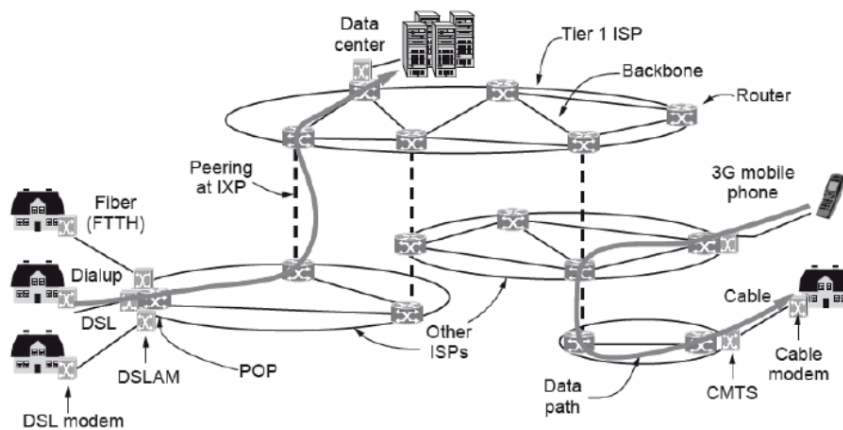 Data
center
Tier 1 ISP
Backbone
Router
Peering
at IXP
3G mobile
phone
Fiber
(FTTH)
Dialup
DSL
Other
ISPs
Cable
DSLAM
POP
Data
path
CMTS
Cable
modem
DSL modem